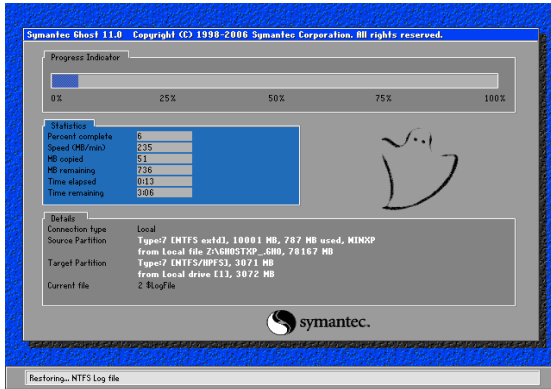 Symantec Ghost 11.0 Copyright (C) 1998-2006 Symantec Corporation. All rights reserved.
Progress Indicator
0% 25% 50% 75% 100%
Statistics
Percent complete 6
Speed (MB/min) 235
MB copied 51
MB remaining 736
Time elapsed 0:13
Time remaining 3:06
Details
Connection type Local
Source Partition Type:7 [NTFS extd], 10001 MB, 787 MB used, MINXP
from Local file Z:\GHOSTXP_.GHO, 78167 MB
Target Partition Type:7 [NTFS/HPFS], 3071 MB
from Local drive [1], 3072 MB
Current file 2 $LogFile
symantec.
Restoring... NTFS Log file